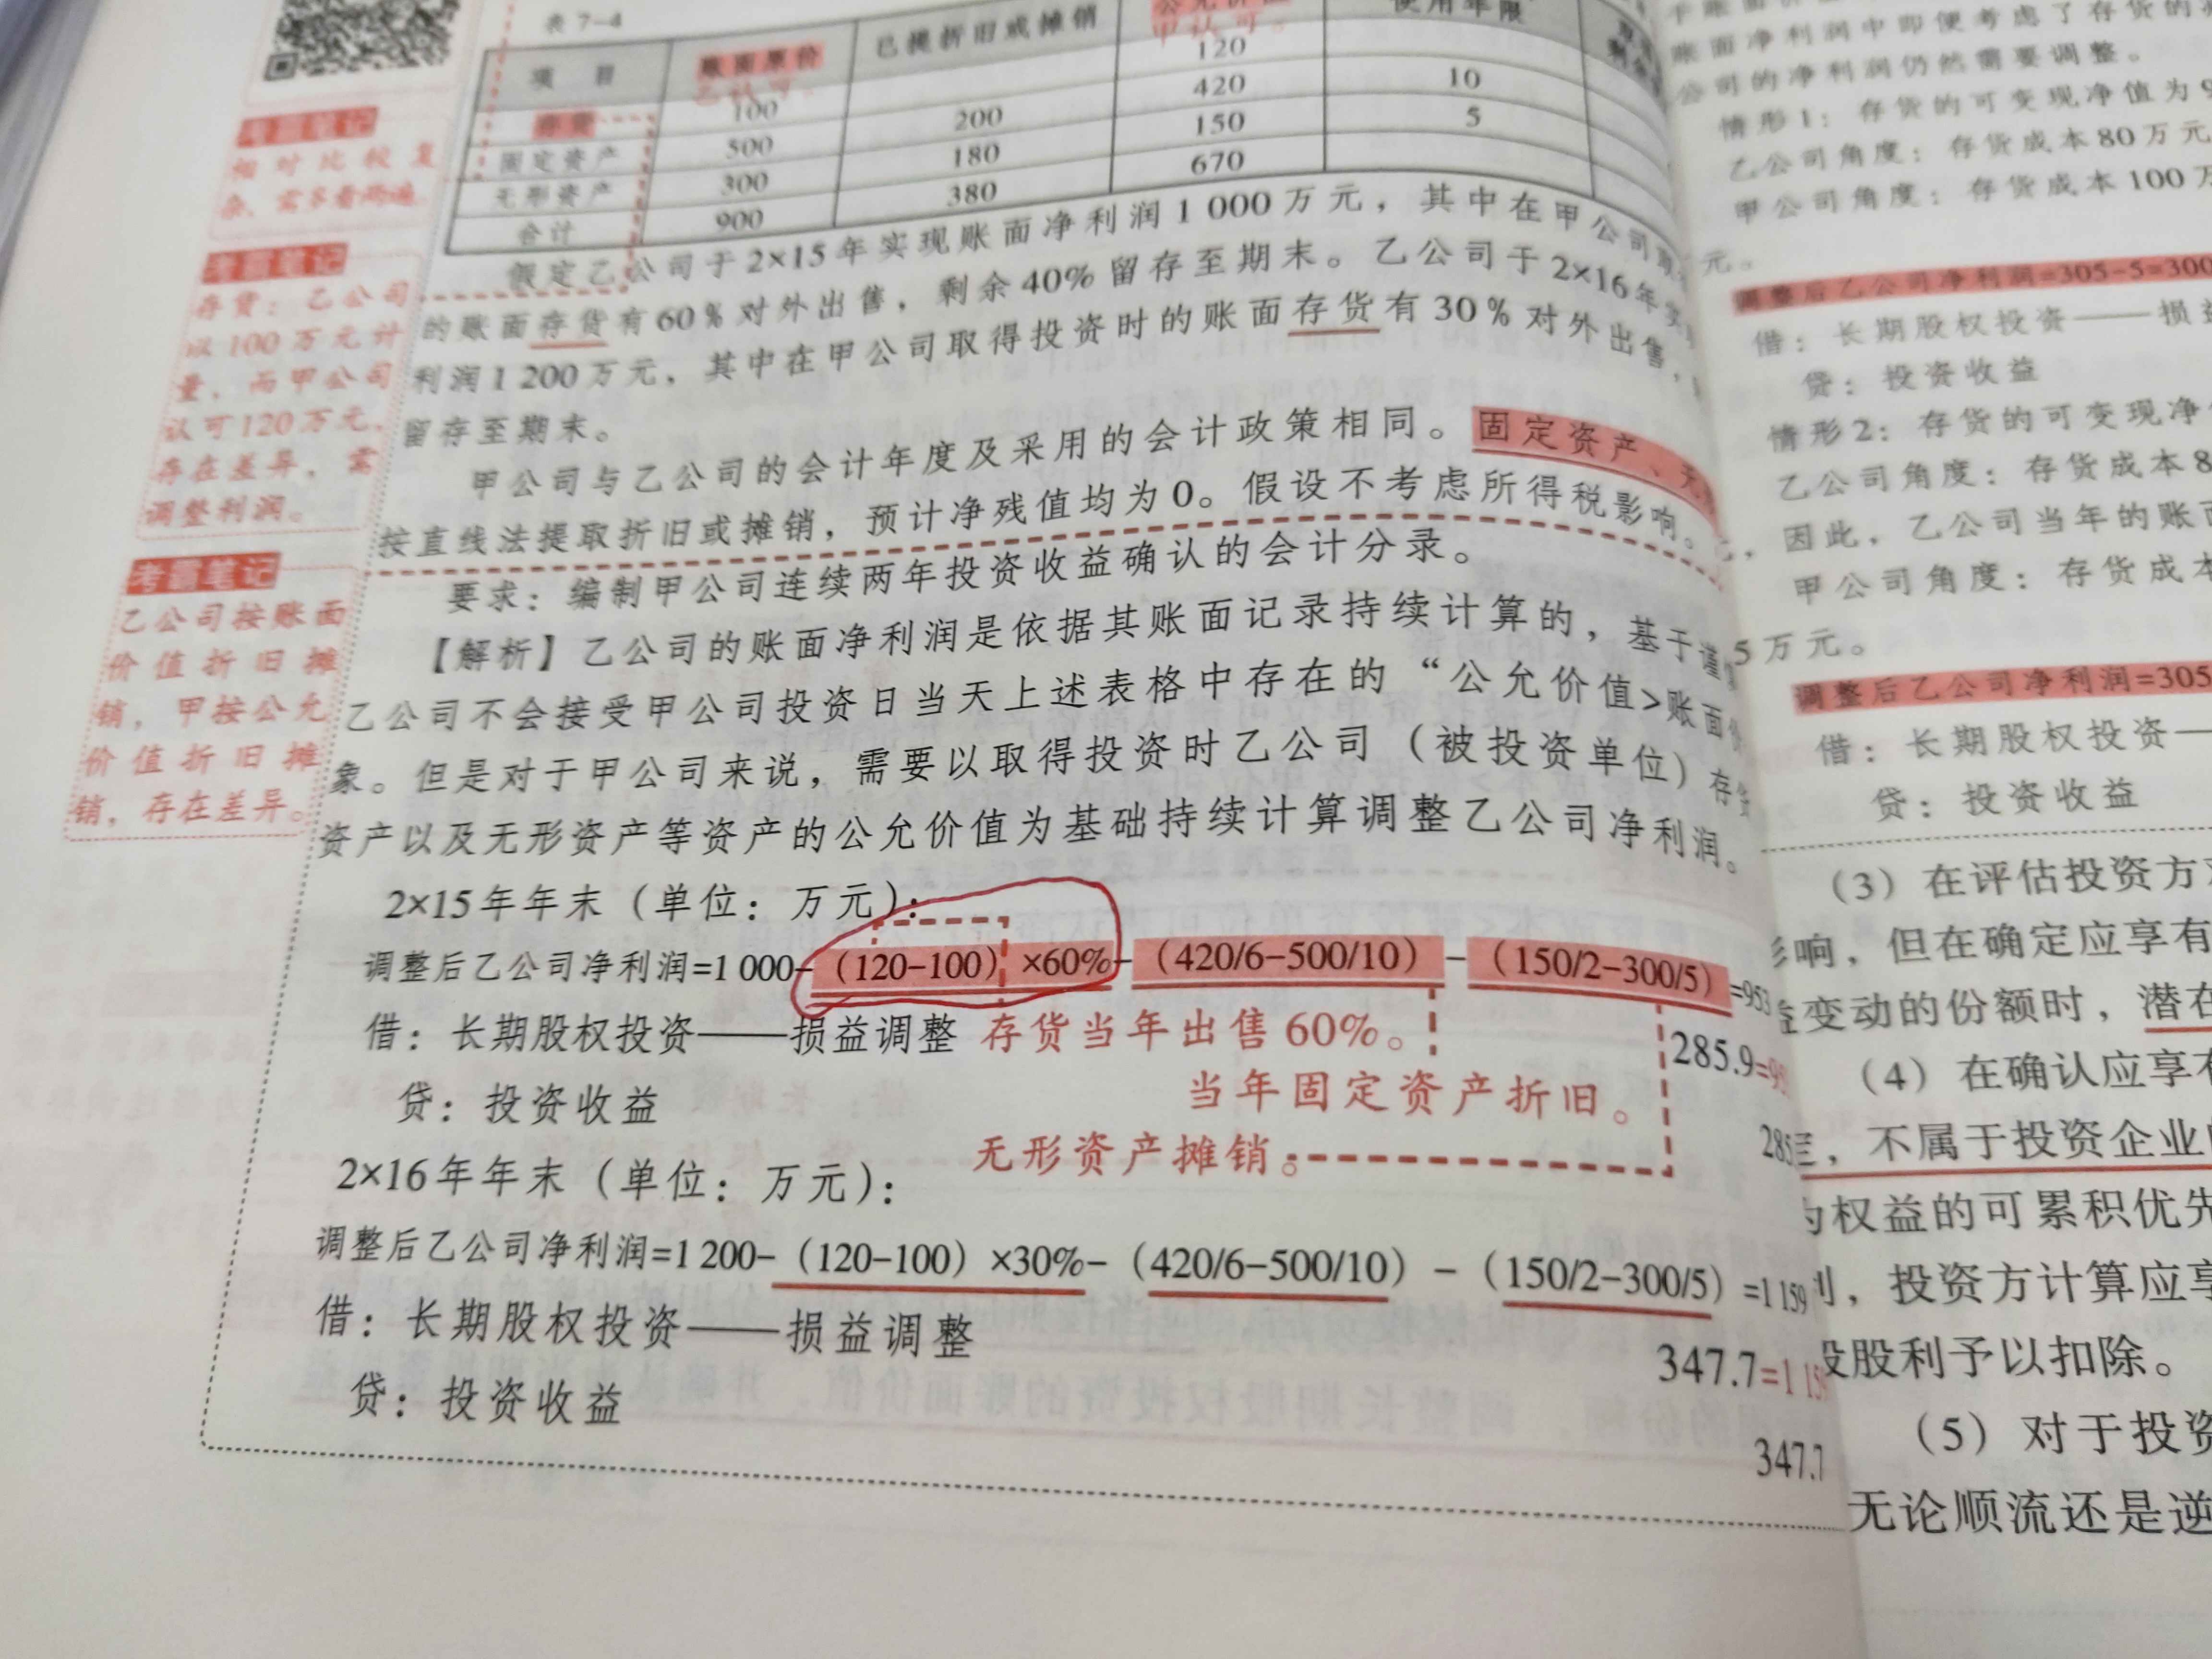 表7-4
项 目
账面原价
已提折旧或摊销
公允价值
使用年限
甲认可。
120
存货
100
420
10
固定资产
500
200
150
5
无形资产
300
180
670
合计
900
380
考霸笔记
相对比较复
杂，需多看两遍。
考霸笔记
存货：乙公司
以100万元计
量，而甲公司
认可120万元，
存在差异，需
调整利润。
考霸笔记
乙公司按账面
价值折旧摊
销，甲按公允
价值折旧摊
销，存在差异。
假定乙公司于2×15年实现账面净利润1 000万元，其中在甲公司取
的账面存货有60%对外出售，剩余40%留存至期末。乙公司于2×16年实
利润1 200万元，其中在甲公司取得投资时的账面存货有30%对外出售，
留存至期末。
甲公司与乙公司的会计年度及采用的会计政策相同。固定资产、无
按直线法提取折旧或摊销，预计净残值均为0。假设不考虑所得税影响。
要求：编制甲公司连续两年投资收益确认的会计分录。
【解析】乙公司的账面净利润是依据其账面记录持续计算的，基于谨
乙公司不会接受甲公司投资日当天上述表格中存在的“公允价值>账面价
象。但是对于甲公司来说，需要以取得投资时乙公司（被投资单位）存货
资产以及无形资产等资产的公允价值为基础持续计算调整乙公司净利润。
2×15年年末（单位：万元）：
调整后乙公司净利润=1 000-（120-100）×60%-（420/6-500/10）-（150/2-300/5）=953
借：长期股权投资——损益调整 存货当年出售60%。
285.9
当年固定资产折旧。
贷：投资收益
无形资产摊销。
2×16年年末（单位：万元）：
调整后乙公司净利润=1 200-（120-100）×30%-（420/6-500/10）-（150/2-300/5）=1 159
借：长期股权投资——损益调整
347.7
贷：投资收益
347.7
账面净利润中即便考虑了存货的
公司的净利润仍然需要调整。
情形1：存货的可变现净值为
乙公司角度：存货成本80万元
甲公司角度：存货成本100万
元。
调整后乙公司净利润=305-5=300
借：长期股权投资——损益
贷：投资收益
情形2：存货的可变现净
乙公司角度：存货成本8
，因此，乙公司当年的账面
甲公司角度：存货成本
5万元。
调整后乙公司净利润=305
借：长期股权投资—
贷：投资收益
（3）在评估投资方对
影响，但在确定应享有
益变动的份额时，潜在
（4）在确认应享有
，不属于投资企业的
为权益的可累积优先
利，投资方计算应享
股利予以扣除。
（5）对于投资
无论顺流还是逆